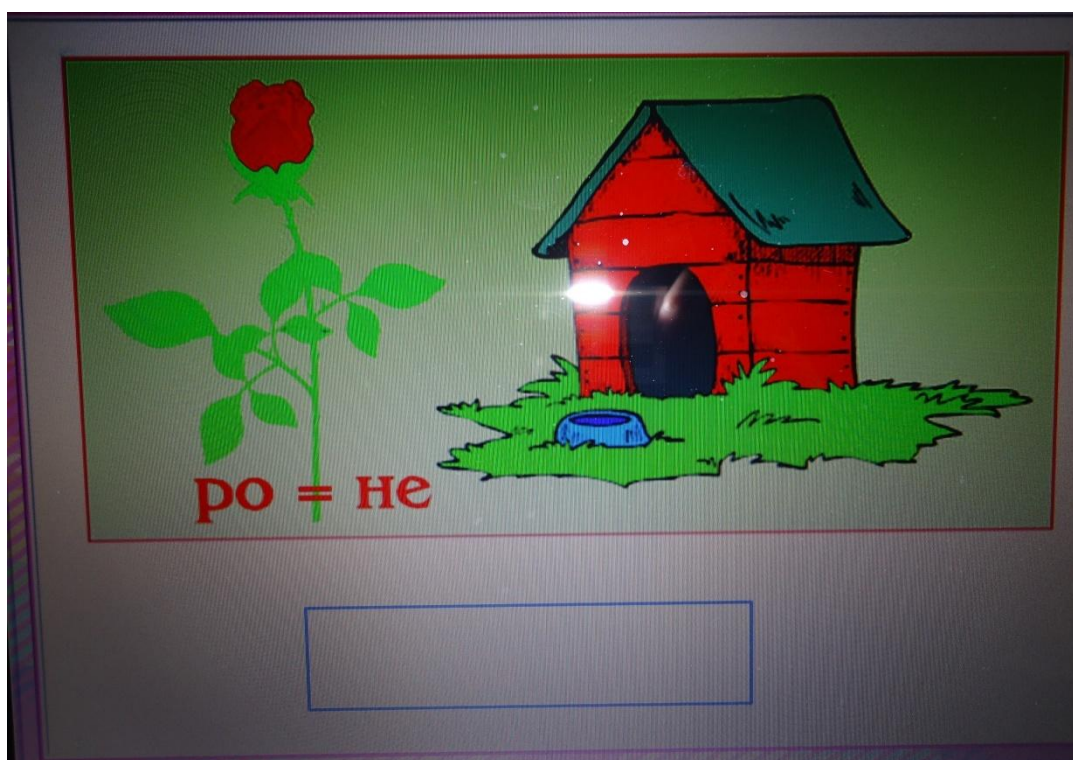 ро = не